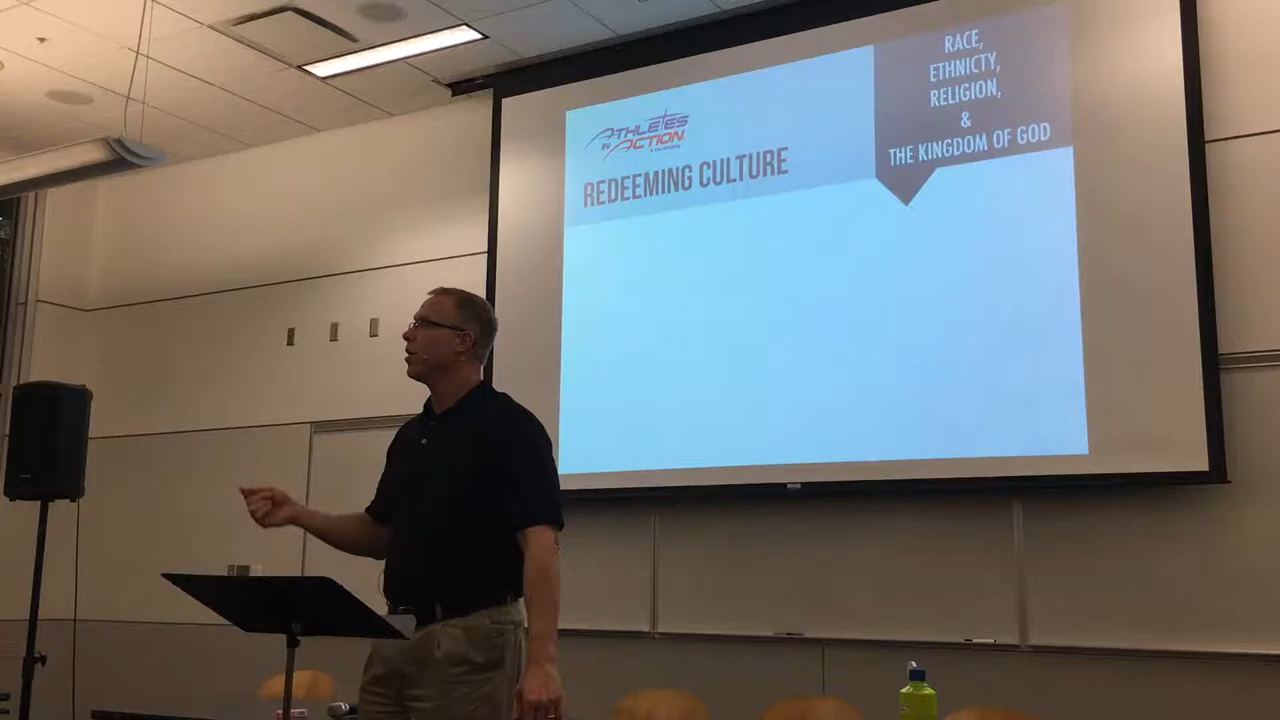 ATHLETES
IN ACTION
REDEEMING CULTURE
RACE,
ETHNICTY,
RELIGION,
&
THE KINGDOM OF GOD